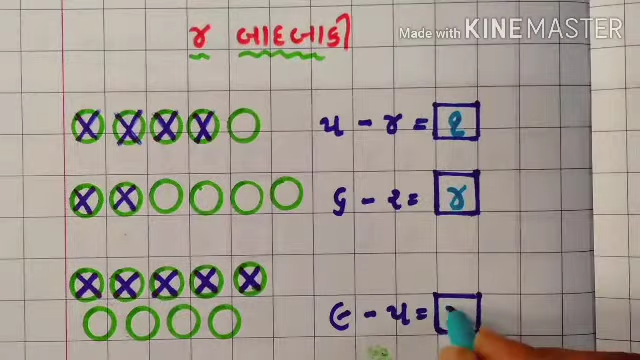 Made with KINEMASTER
૪ બાદબાકી
૫ - ૪ = ૧
૬ - ૨ = ૪
૯ - ૫ =